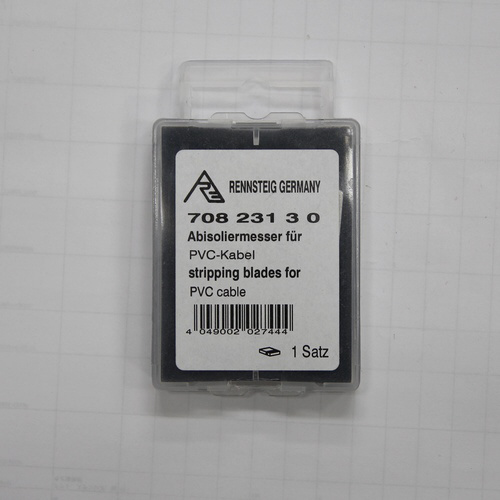 RE RENNSTEIG GERMANY
708 231 3 0
Abisoliermesser für
PVC-Kabel
stripping blades for
PVC cable
4 049002 027444
1 Satz